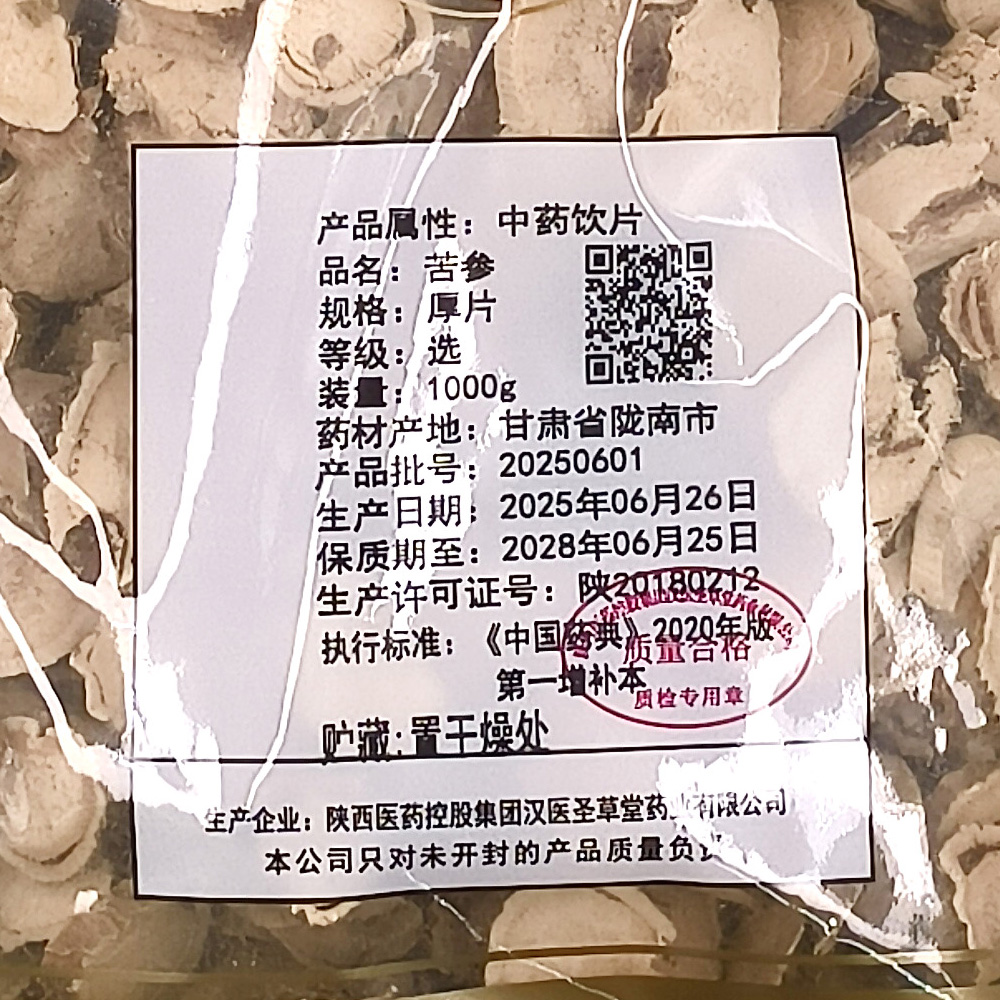 产品属性：中药饮片
品名：苦参
规格：厚片
等级：选
装量：1000g
药材产地：甘肃省陇南市
产品批号：20250601
生产日期：2025年06月26日
保质期至：2028年06月25日
生产许可证号：陕20180212
执行标准：《中国药典》2020年版
第一增补本
质量合格
质检专用章
贮藏:置干燥处
生产企业：陕西医药控股集团汉医圣草堂药业有限公司
本公司只对未开封的产品质量负责